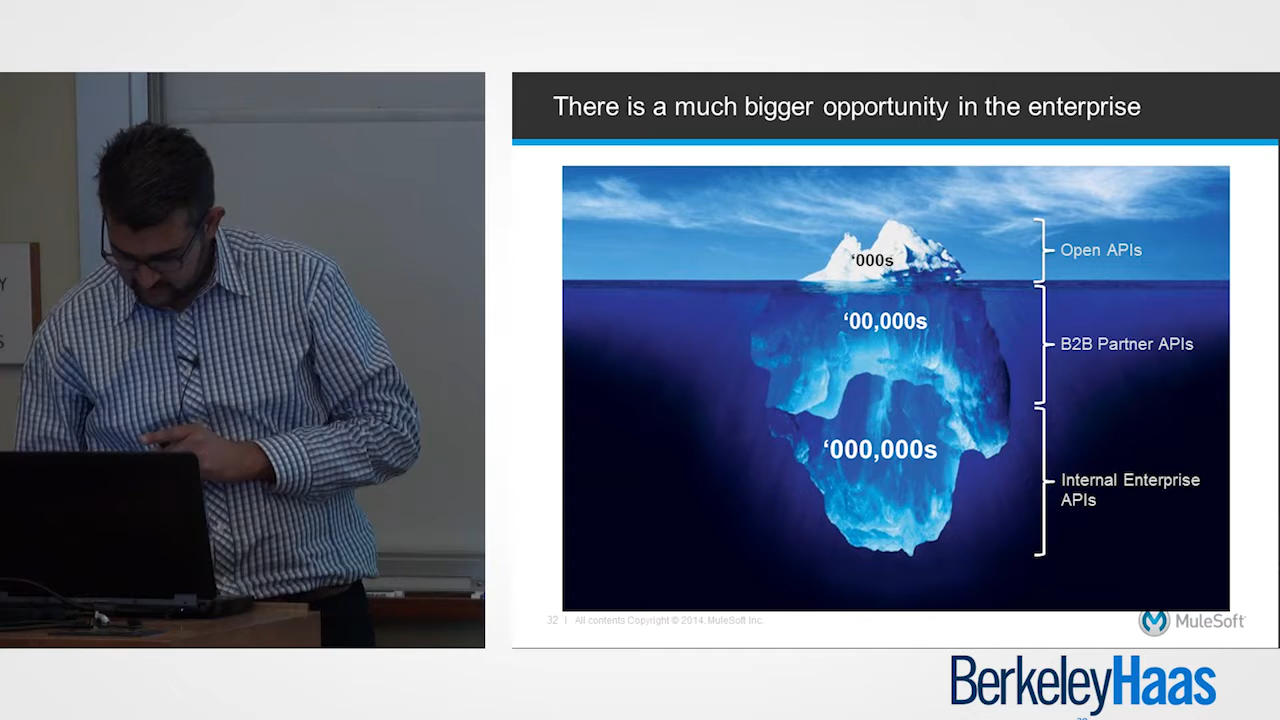 There is a much bigger opportunity in the enterprise
‘000s
Open APIs
‘00,000s
B2B Partner APIs
‘000,000s
Internal Enterprise
APIs
32 | All contents Copyright © 2014. MuleSoft Inc.
MuleSoft
BerkeleyHaas